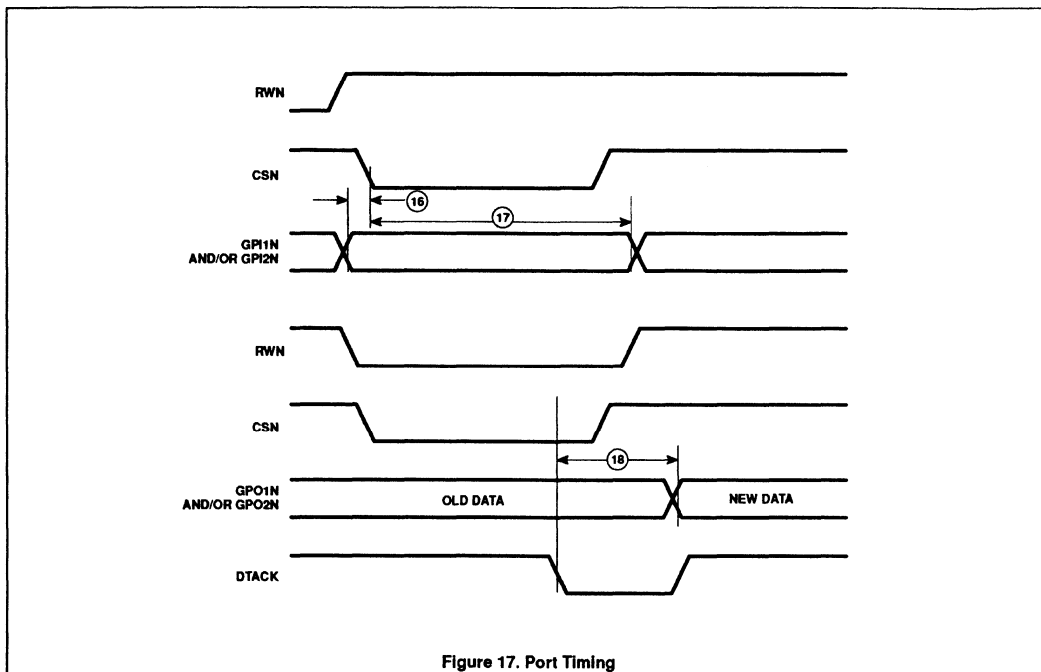 RWN
CSN
16
17
GPI1N
AND/OR GPI2N
RWN
CSN
18
GPO1N
AND/OR GPO2N
OLD DATA
NEW DATA
DTACK
Figure 17. Port Timing